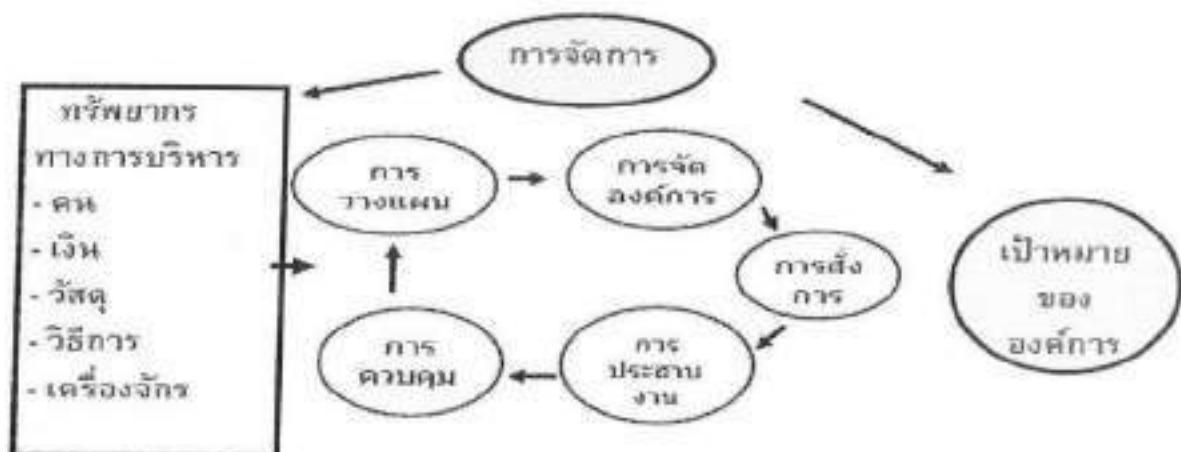 การจัดการ
ทรัพยากร
ทางการบริหาร
- คน
- เงิน
- วัสดุ
- วิธีการ
- เครื่องจักร
การ
วางแผน
การจัด
องค์การ
การสั่ง
การ
การ
ประสาน
งาน
การ
ควบคุม
เป้าหมาย
ของ
องค์การ